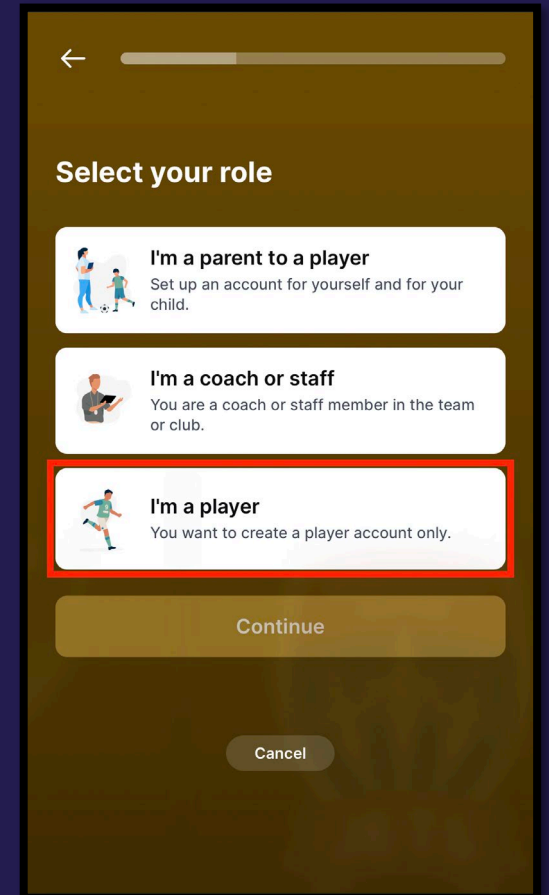 Select your role
I'm a parent to a player
Set up an account for yourself and for your
child.
I'm a coach or staff
You are a coach or staff member in the team
or club.
I'm a player
You want to create a player account only.
Continue
Cancel